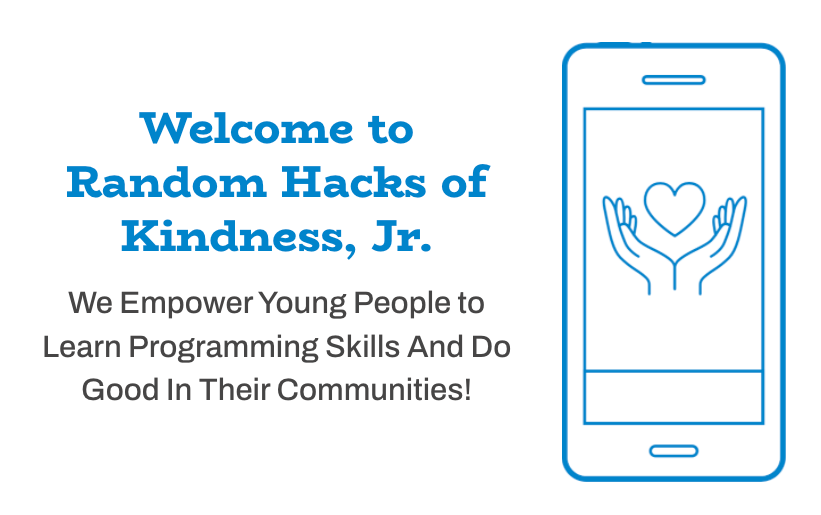 Welcome to
Random Hacks of
Kindness, Jr.
We Empower Young People to
Learn Programming Skills And Do
Good In Their Communities!